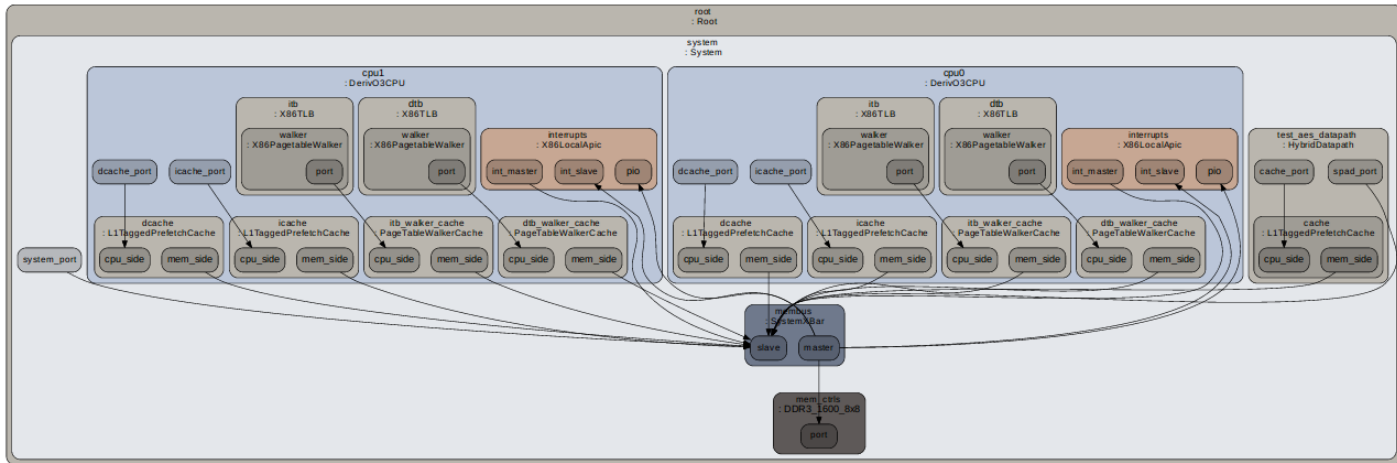 root
: Root
system
: System
cpu1
: DerivO3CPU
cpu0
: DerivO3CPU
itb
: X86TLB
dtb
: X86TLB
itb
: X86TLB
dtb
: X86TLB
walker
: X86PagetableWalker
walker
: X86PagetableWalker
interrupts
: X86LocalApic
walker
: X86PagetableWalker
walker
: X86PagetableWalker
interrupts
: X86LocalApic
test_aes_datapath
: HybridDatapath
dcache_port
icache_port
port
port
int_master
int_slave
pio
dcache_port
icache_port
port
port
int_master
int_slave
pio
cache_port
spad_port
dcache
: L1TaggedPrefetchCache
icache
: L1TaggedPrefetchCache
itb_walker_cache
: PageTableWalkerCache
dtb_walker_cache
: PageTableWalkerCache
dcache
: L1TaggedPrefetchCache
icache
: L1TaggedPrefetchCache
itb_walker_cache
: PageTableWalkerCache
dtb_walker_cache
: PageTableWalkerCache
cache
: L1TaggedPrefetchCache
system_port
cpu_side
mem_side
cpu_side
mem_side
cpu_side
mem_side
cpu_side
mem_side
cpu_side
mem_side
cpu_side
mem_side
cpu_side
mem_side
cpu_side
mem_side
cpu_side
mem_side
membus
: SystemXBar
slave
master
mem_ctrls
: DDR3_1600_8x8
port